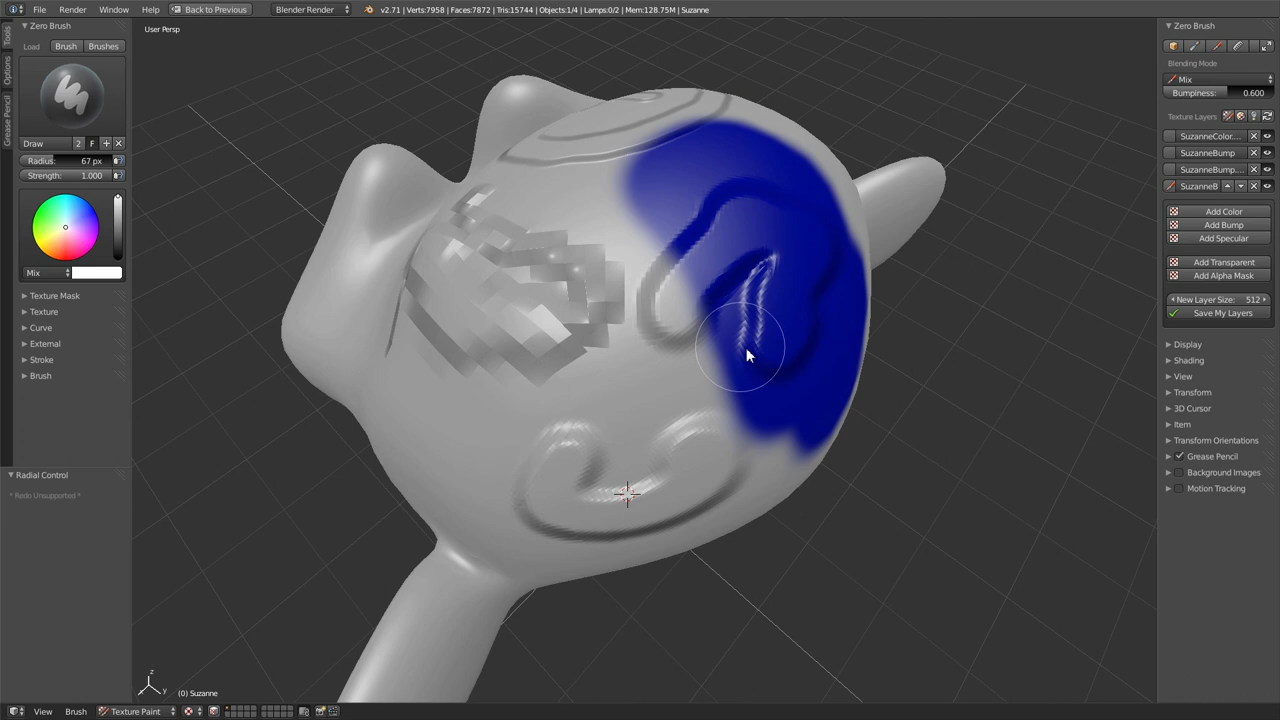 File Render Window Help Back to Previous Blender Render v2.71 | Verts:7958 | Faces:7872 | Tris:15744 | Objects:1/4 | Lamps:0/2 | Mem:128.75M | Suzanne
Tools
Options
Grease Pencil
Zero Brush
Load Brush Brushes
Draw 2 F
Radius: 67 px
Strength: 1.000
Mix
Texture Mask
Texture
Curve
External
Stroke
Brush
Radial Control
* Redo Unsupported *
User Persp
z
y
(0) Suzanne
Zero Brush
Blending Mode
Mix
Bumpiness: 0.600
Texture Layers
SuzanneColor....
SuzanneBump
SuzanneBump....
SuzanneB
Add Color
Add Bump
Add Specular
Add Transparent
Add Alpha Mask
New Layer Size: 512
Save My Layers
Display
Shading
View
Transform
3D Cursor
Item
Transform Orientations
Grease Pencil
Background Images
Motion Tracking
View Brush Texture Paint